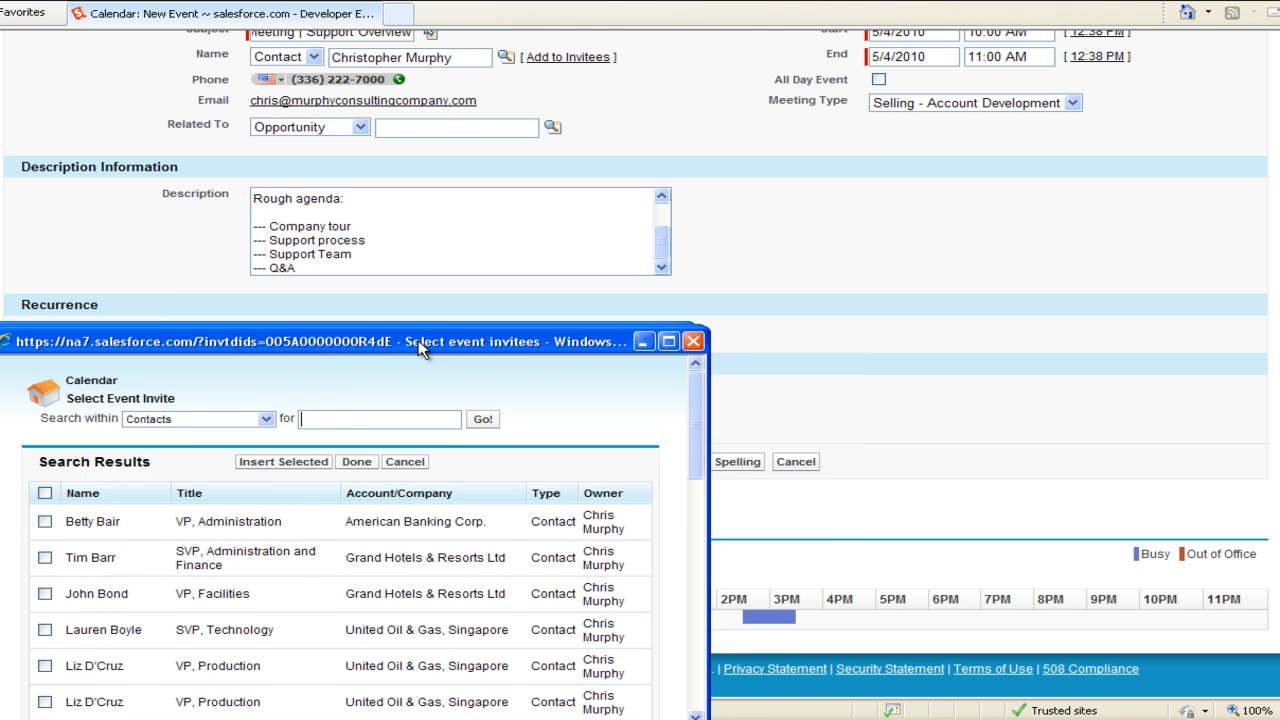 Favorites
Calendar: New Event ~ salesforce.com - Developer E...
Subject Meeting | Support Overview Start 5/4/2010 10:00 AM [ 12:38 PM ]
Name Contact Christopher Murphy [ Add to Invitees ] End 5/4/2010 11:00 AM [ 12:38 PM ]
Phone (336) 222-7000 All Day Event
Email chris@murphyconsultingcompany.com Meeting Type Selling - Account Development
Related To Opportunity
Description Information
Description Rough agenda:
--- Company tour
--- Support process
--- Support Team
--- Q&A
Recurrence
https://na7.salesforce.com/?invtdids=005A0000000R4dE - Select event invitees - Windows...
Calendar
Select Event Invite
Search within Contacts for Go!
Search Results Insert Selected Done Cancel
Spelling Cancel
Name Title Account/Company Type Owner
Betty Bair VP, Administration American Banking Corp. Contact Chris Murphy
Tim Barr SVP, Administration and Finance Grand Hotels & Resorts Ltd Contact Chris Murphy
John Bond VP, Facilities Grand Hotels & Resorts Ltd Contact Chris Murphy
Lauren Boyle SVP, Technology United Oil & Gas, Singapore Contact Chris Murphy
Liz D'Cruz VP, Production United Oil & Gas, Singapore Contact Chris Murphy
Liz D'Cruz VP, Production United Oil & Gas, Singapore Contact Chris Murphy
Busy Out of Office
2PM 3PM 4PM 5PM 6PM 7PM 8PM 9PM 10PM 11PM
. | Privacy Statement | Security Statement | Terms of Use | 508 Compliance
Trusted sites 100%